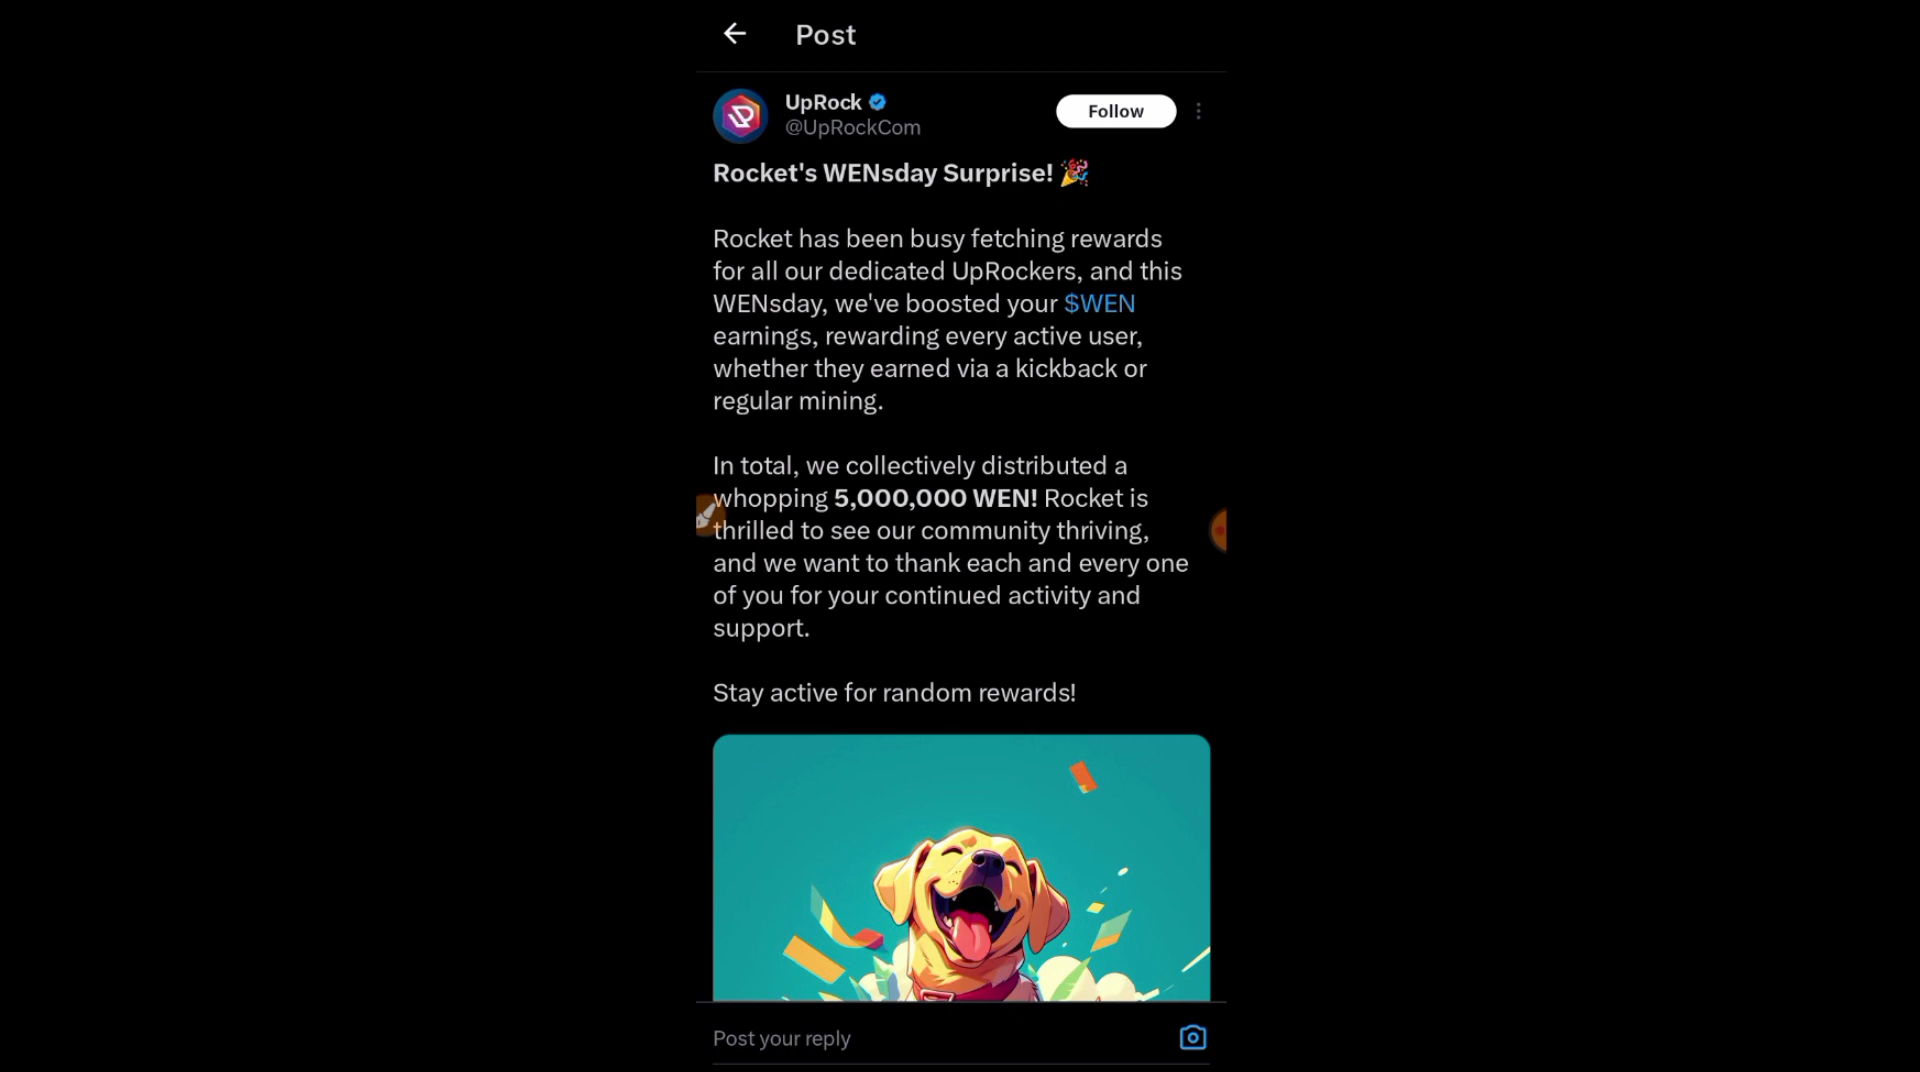 Post
UpRock
Follow
@UpRockCom
Rocket's WENsday Surprise! 🎉
Rocket has been busy fetching rewards
for all our dedicated UpRockers, and this
WENsday, we've boosted your $WEN
earnings, rewarding every active user,
whether they earned via a kickback or
regular mining.
In total, we collectively distributed a
whopping 5,000,000 WEN! Rocket is
thrilled to see our community thriving,
and we want to thank each and every one
of you for your continued activity and
support.
Stay active for random rewards!
Post your reply